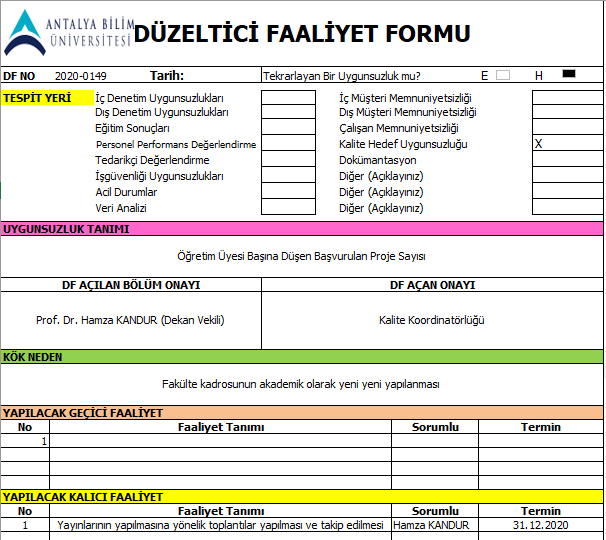 ANTALYA BİLİM
ÜNİVERSİTESİ
DÜZELTİCİ FAALİYET FORMU
DF NO 2020-0149 Tarih: Tekrarlayan Bir Uygunsuzluk mu? E H
TESPİT YERİ İç Denetim Uygunsuzlukları İç Müşteri Memnuniyetsizliği
Dış Denetim Uygunsuzlukları Dış Müşteri Memnuniyetsizliği
Eğitim Sonuçları Çalışan Memnuniyetsizliği
Personel Performans Değerlendirme Kalite Hedef Uygunsuzluğu X
Tedarikçi Değerlendirme Dokümantasyon
İşgüvenliği Uygunsuzlukları Diğer (Açıklayınız)
Acil Durumlar Diğer (Açıklayınız)
Veri Analizi Diğer (Açıklayınız)
UYGUNSUZLUK TANIMI
Öğretim Üyesi Başına Düşen Başvurulan Proje Sayısı
DF AÇILAN BÖLÜM ONAYI DF AÇAN ONAYI
Prof. Dr. Hamza KANDUR (Dekan Vekili) Kalite Koordinatörlüğü
KÖK NEDEN
Fakülte kadrosunun akademik olarak yeni yeni yapılanması
YAPILACAK GEÇİCİ FAALİYET
No Faaliyet Tanımı Sorumlu Termin
1
YAPILACAK KALICI FAALİYET
No Faaliyet Tanımı Sorumlu Termin
1 Yayınlarının yapılmasına yönelik toplantılar yapılması ve takip edilmesi Hamza KANDUR 31.12.2020